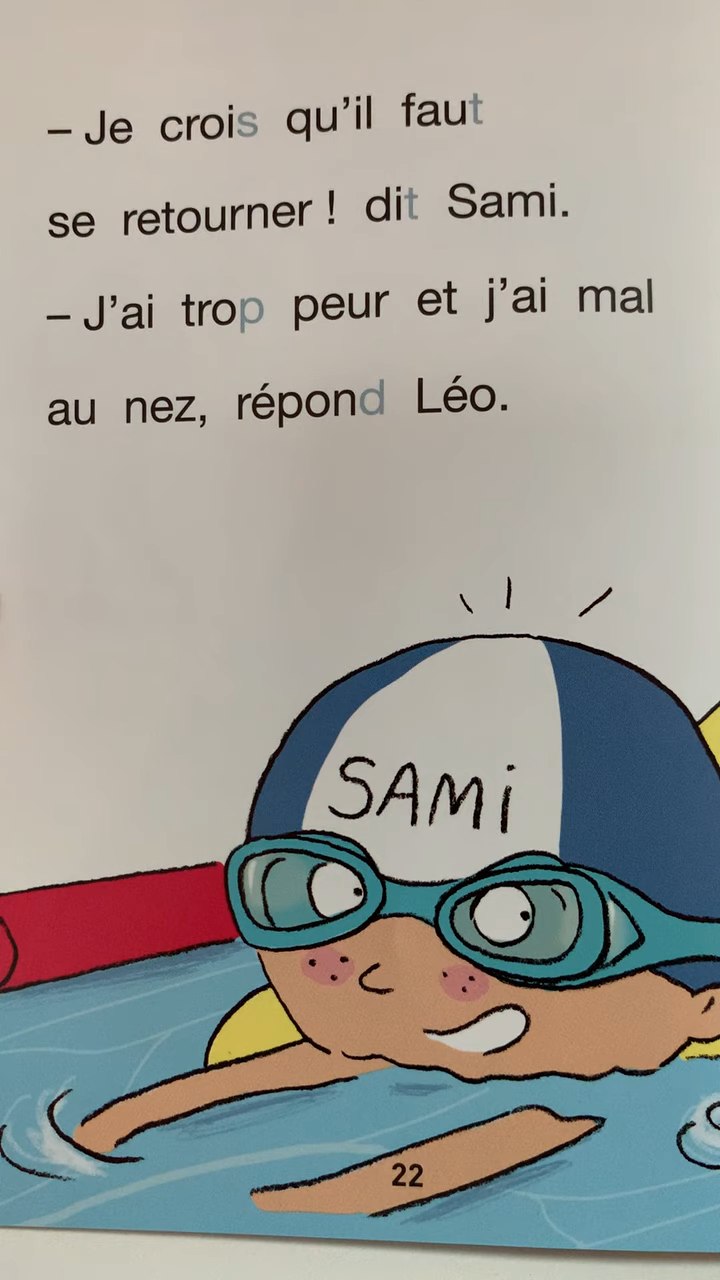 – Je crois qu'il faut
se retourner ! dit Sami.
– J'ai trop peur et j'ai mal
au nez, répond Léo.
SAMi
22